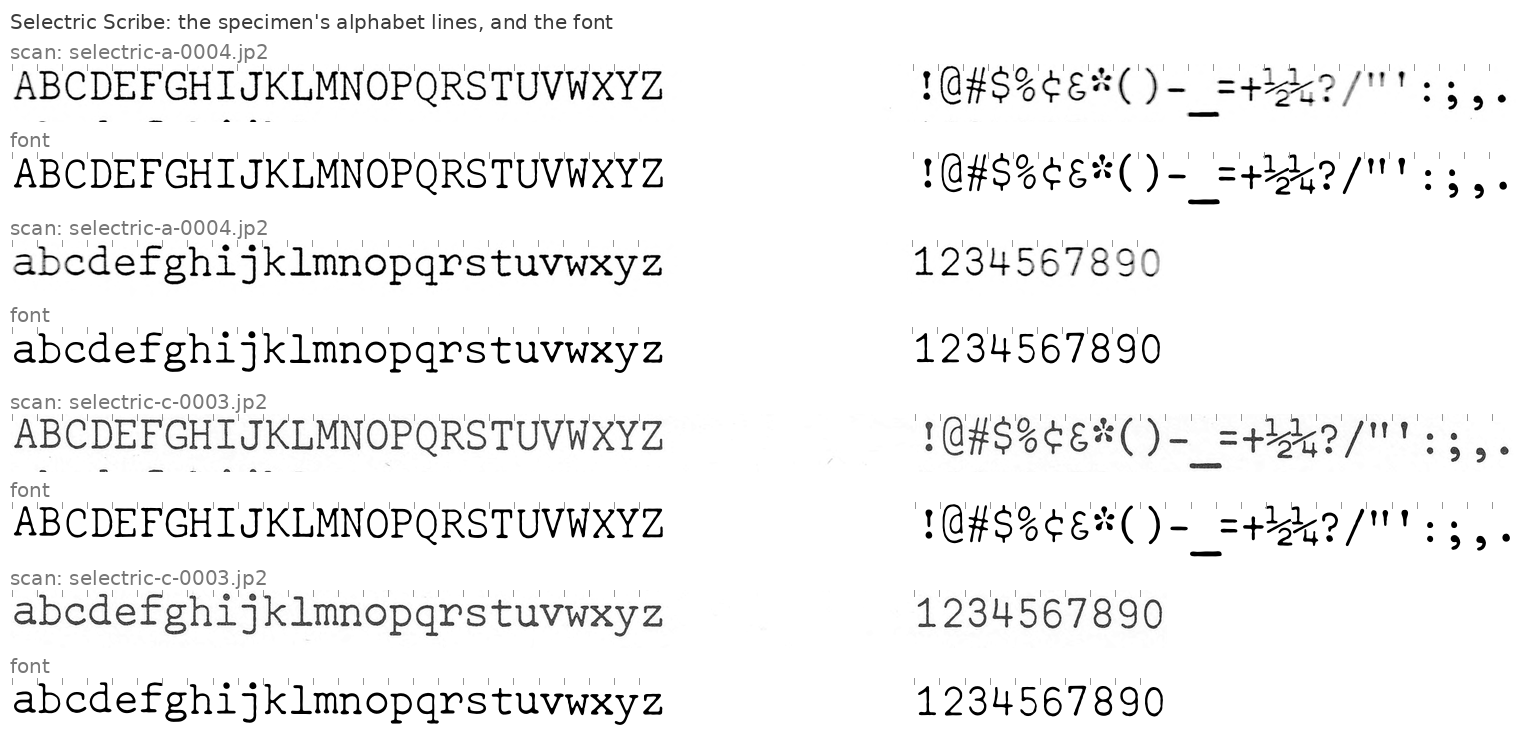 Selectric Scribe: the specimen's alphabet lines, and the font
scan: selectric-a-0004.jp2
ABCDEFGHIJKLMNOPQRSTUVWXYZ !@#$%¢&*()-_=+½¼?/"':;,.
font
ABCDEFGHIJKLMNOPQRSTUVWXYZ !@#$%¢&*()-_=+½¼?/"':;,.
scan: selectric-a-0004.jp2
abcdefghijklmnopqrstuvwxyz 1234567890
font
abcdefghijklmnopqrstuvwxyz 1234567890
scan: selectric-c-0003.jp2
ABCDEFGHIJKLMNOPQRSTUVWXYZ !@#$%¢&*()-_=+½¼?/"':;,.
font
ABCDEFGHIJKLMNOPQRSTUVWXYZ !@#$%¢&*()-_=+½¼?/"':;,.
scan: selectric-c-0003.jp2
abcdefghijklmnopqrstuvwxyz 1234567890
font
abcdefghijklmnopqrstuvwxyz 1234567890